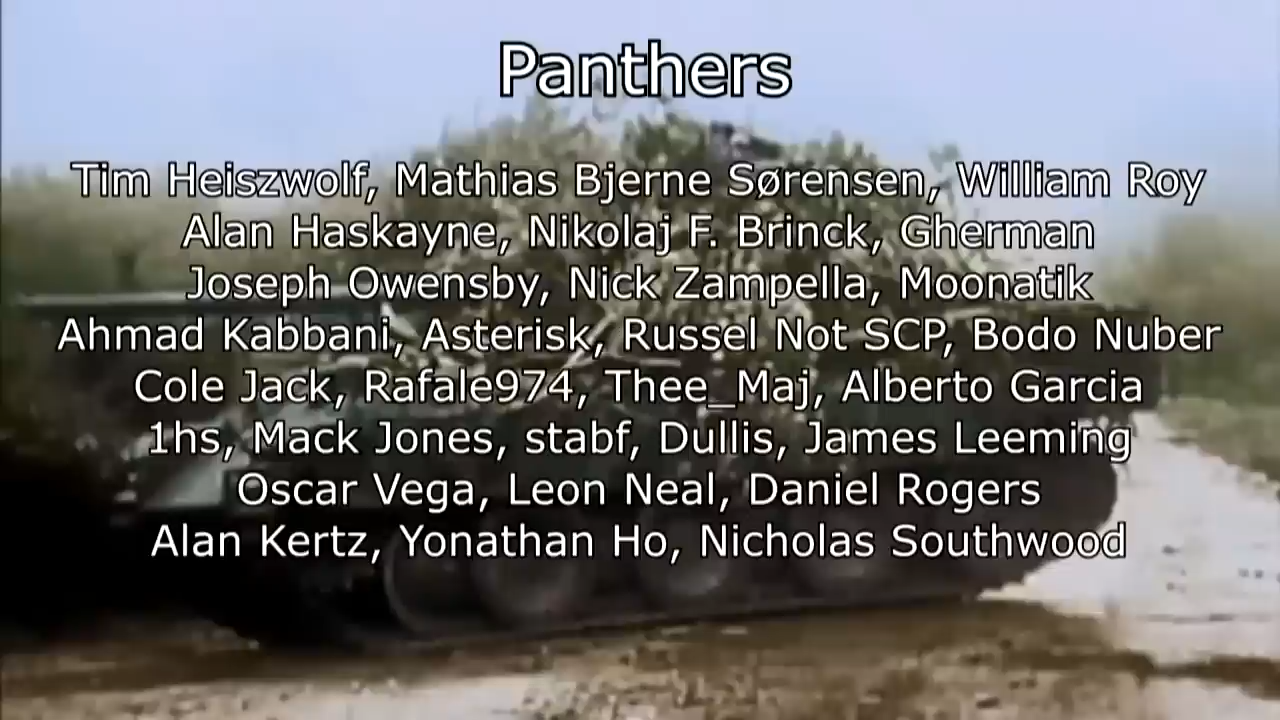 Panthers
Tim Heiszwolf, Mathias Bjerne Sørensen, William Roy
Alan Haskayne, Nikolaj F. Brinck, Gherman
Joseph Owensby, Nick Zampella, Moonatik
Ahmad Kabbani, Asterisk, Russel Not SCP, Bodo Nuber
Cole Jack, Rafale974, Thee_Maj, Alberto Garcia
1hs, Mack Jones, stabf, Dullis, James Leeming
Oscar Vega, Leon Neal, Daniel Rogers
Alan Kertz, Yonathan Ho, Nicholas Southwood